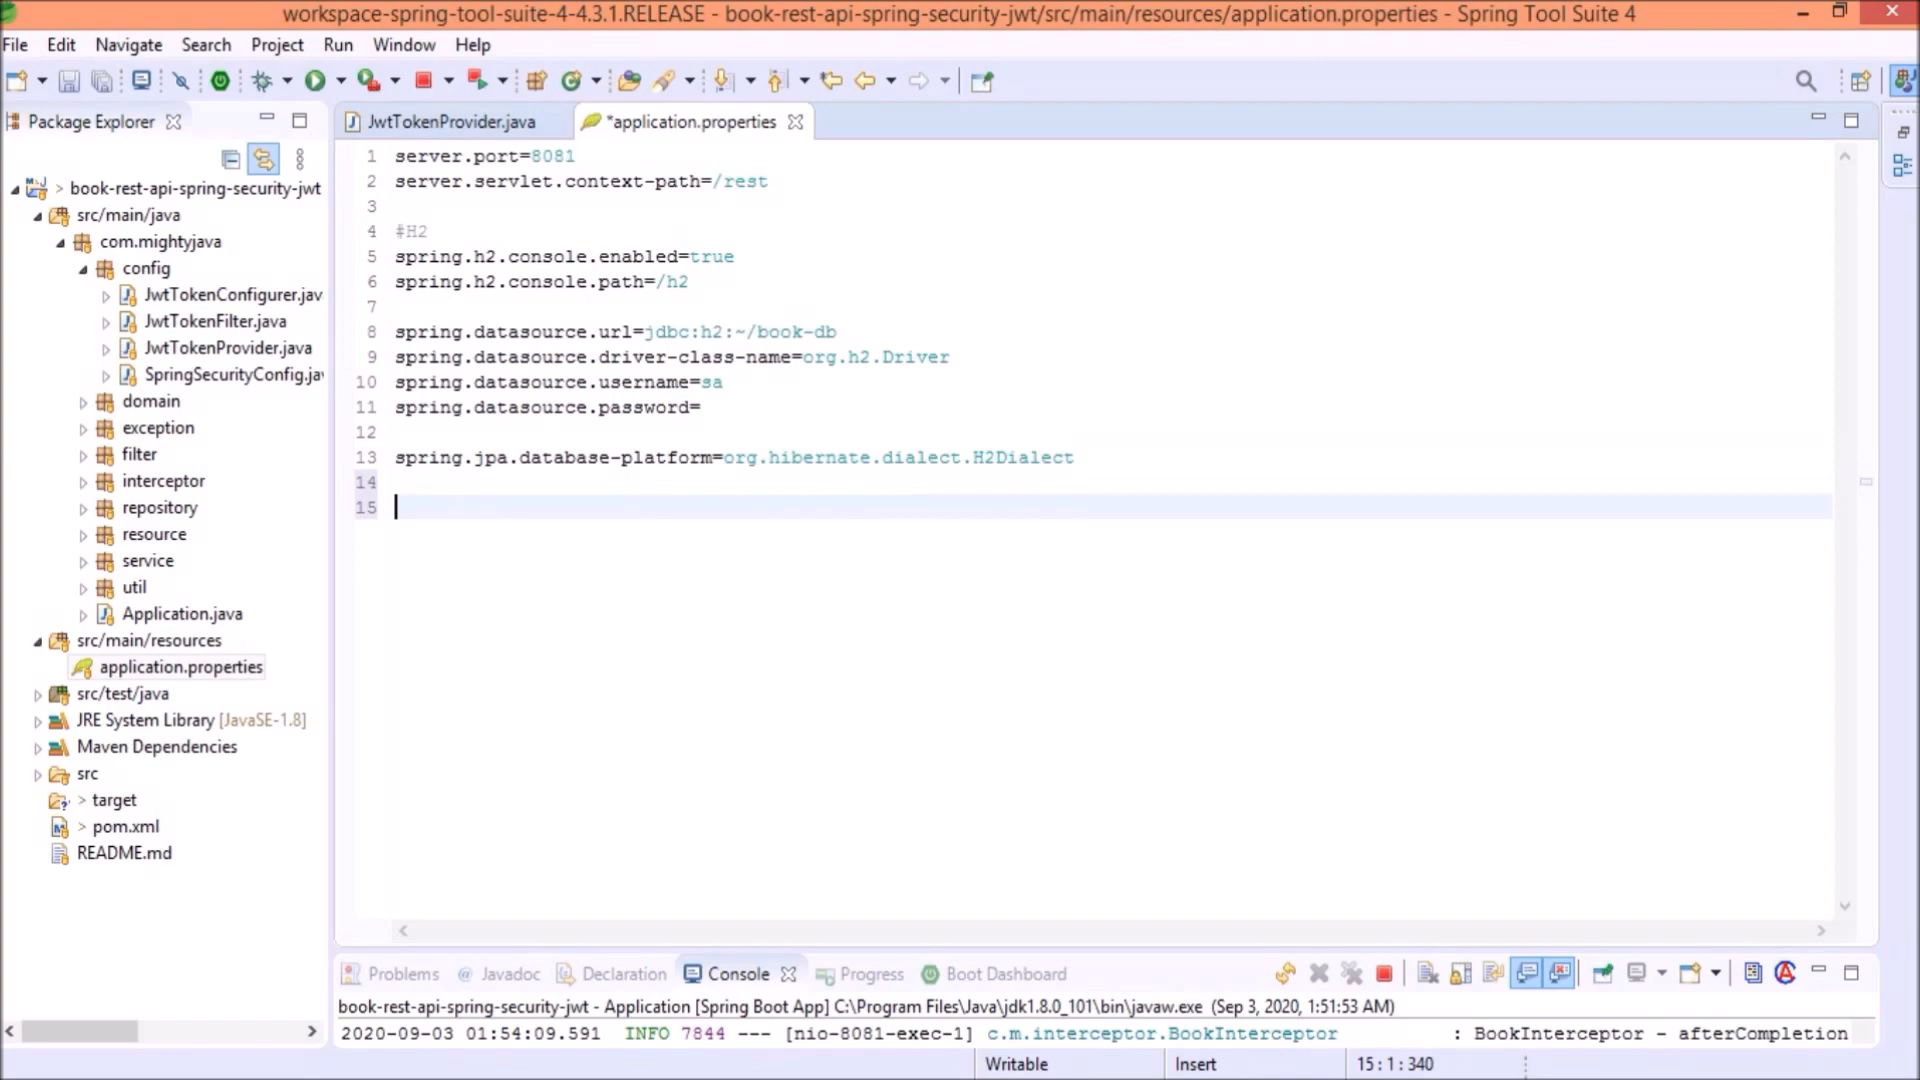 workspace-spring-tool-suite-4-4.3.1.RELEASE - book-rest-api-spring-security-jwt/src/main/resources/application.properties - Spring Tool Suite 4
File Edit Navigate Search Project Run Window Help
Package Explorer
JwtTokenProvider.java
*application.properties
> book-rest-api-spring-security-jwt
src/main/java
com.mightyjava
config
JwtTokenConfigurer.jav
JwtTokenFilter.java
JwtTokenProvider.java
SpringSecurityConfig.jav
domain
exception
filter
interceptor
repository
resource
service
util
Application.java
src/main/resources
application.properties
src/test/java
JRE System Library [JavaSE-1.8]
Maven Dependencies
src
> target
> pom.xml
README.md
1 server.port=8081
2 server.servlet.context-path=/rest
3
4 #H2
5 spring.h2.console.enabled=true
6 spring.h2.console.path=/h2
7
8 spring.datasource.url=jdbc:h2:~/book-db
9 spring.datasource.driver-class-name=org.h2.Driver
10 spring.datasource.username=sa
11 spring.datasource.password=
12
13 spring.jpa.database-platform=org.hibernate.dialect.H2Dialect
14
15
Problems @ Javadoc Declaration Console Progress Boot Dashboard
book-rest-api-spring-security-jwt - Application [Spring Boot App] C:\Program Files\Java\jdk1.8.0_101\bin\javaw.exe (Sep 3, 2020, 1:51:53 AM)
2020-09-03 01:54:09.591 INFO 7844 --- [nio-8081-exec-1] c.m.interceptor.BookInterceptor : BookInterceptor - afterCompletion
Writable Insert 15 : 1 : 340